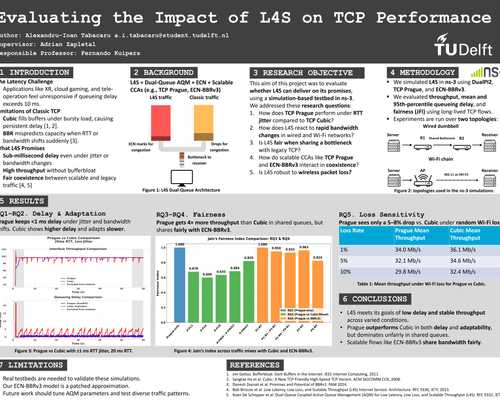 Evaluating the Impact of L4S on TCP Performance
Author: Alexandru-Ioan Tabacaru a.i.tabacaru@student.tudelft.nl
Supervisor: Adrian Zapletal
Responsible Professor: Fernando Kuipers
TUDelft
1 INTRODUCTION
The Latency Challenge
Applications like XR, cloud gaming, and tele-
operation feel unresponsive if queueing delay
exceeds 10 ms.
Limitations of Classic TCP
Cubic fills buffers under bursty load, causing
persistent delay [1, 2].
BBR mispredicts capacity when RTT or
bandwidth shifts suddenly [3].
What L4S Promises
Sub-millisecond delay even under jitter or
bandwidth changes
High throughput without bufferbloat
Fair coexistence between scalable and legacy
traffic [4, 5]
2 BACKGROUND
L4S = Dual-Queue AQM + ECN + Scalable
CCAs (e.g., TCP Prague, ECN-BBRv3)
L4S traffic
Classic traffic
ECN marks for
congestion
Drops for
congestion
Bottleneck to
receiver
Figure 1: L4S Dual-Queue Architecture
3 RESEARCH OBJECTIVE
This aim of this project was to evaluate
whether L4S can deliver on its promises,
using a simulation-based testbed in ns-3.
We addressed these research questions:
1. How does TCP Prague perform under RTT
jitter compared to TCP Cubic?
2. How does L4S react to rapid bandwidth
changes in wired and Wi-Fi networks?
3. Is L4S fair when sharing a bottleneck
with legacy TCP?
4. How do scalable CCAs like TCP Prague
and ECN-BBRv3 interact in coexistence?
5. Is L4S robust to wireless packet loss?
4 METHODOLOGY
We simulated L4S in ns-3 using DualPI2,
TCP Prague, and ECN-BBRv3.
We evaluated throughput, mean and
95th-percentile queueing delay, and
fairness (JFI) using long-lived TCP flows.
Experiments are run over two topologies:
Wired dumbbell
Server
Receiver
Wi-Fi chain
Server
AP
Receiver
Figure 2: Topologies used in the ns-3 simulations.
5 RESULTS
RQ1-RQ2. Delay & Adaptation
Prague keeps <1 ms delay under jitter and bandwidth
shifts. Cubic shows higher delay and adapts slower.
Prague vs Cubic Comparison
Figure 3: Prague vs Cubic with ±1 ms RTT jitter, 20 ms RTT.
RQ3-RQ4. Fairness
Prague gets 4x more throughput than Cubic in shared queues, but
shares fairly with ECN-BBRv3.
Jain's Fairness Index Comparison: RQ3 & RQ4
Figure 4: Jain's index across traffic mixes with Cubic and ECN-BBRv3.
RQ5. Loss Sensitivity
Prague sees only a 5–8% drop vs. Cubic under random Wi-Fi loss.
Loss Rate Prague Mean Throughput Cubic Mean Throughput
1% 34.0 Mb/s 36.1 Mb/s
5% 32.1 Mb/s 34.6 Mb/s
10% 29.8 Mb/s 32.4 Mb/s
Table 1: Mean throughput under Wi-Fi loss for Prague vs. Cubic.
6 CONCLUSIONS
L4S meets its goals of low delay and stable throughput
across varied conditions.
Prague outperforms Cubic in both delay and adaptability,
but dominates unfairly in shared queues.
Scalable flows like ECN-BBRv3 share bandwidth fairly.
7 LIMITATIONS
Real testbeds are needed to validate these simulations.
Our ECN-BBRv3 model is a patched approximation.
Future work should tune AQM parameters and test diverse traffic patterns.
REFERENCES